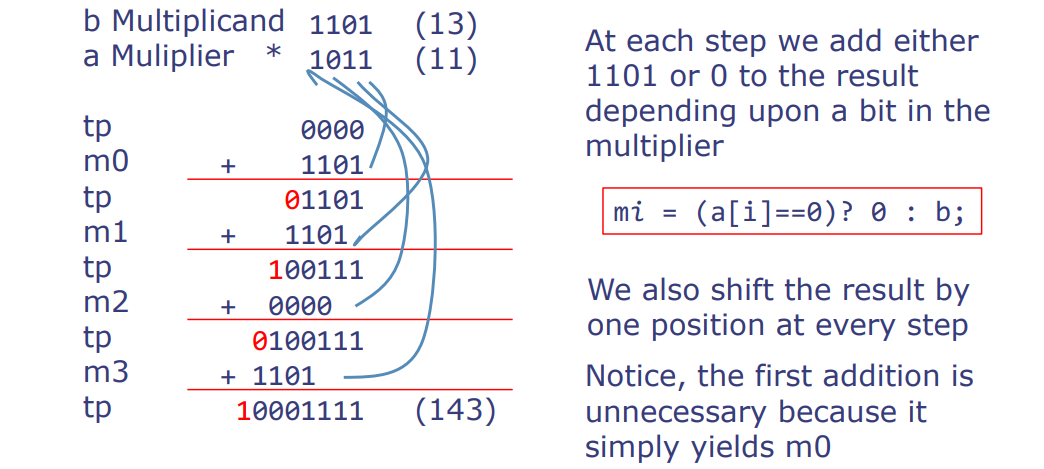 b Multiplicand 1101 (13)
a Muliplier * 1011 (11)
tp 0000
m0 + 1101
tp 01101
m1 + 1101
tp 100111
m2 + 0000
tp 0100111
m3 + 1101
tp 10001111 (143)
At each step we add either
1101 or 0 to the result
depending upon a bit in the
multiplier
mi = (a[i]==0)? 0 : b;
We also shift the result by
one position at every step
Notice, the first addition is
unnecessary because it
simply yields m0